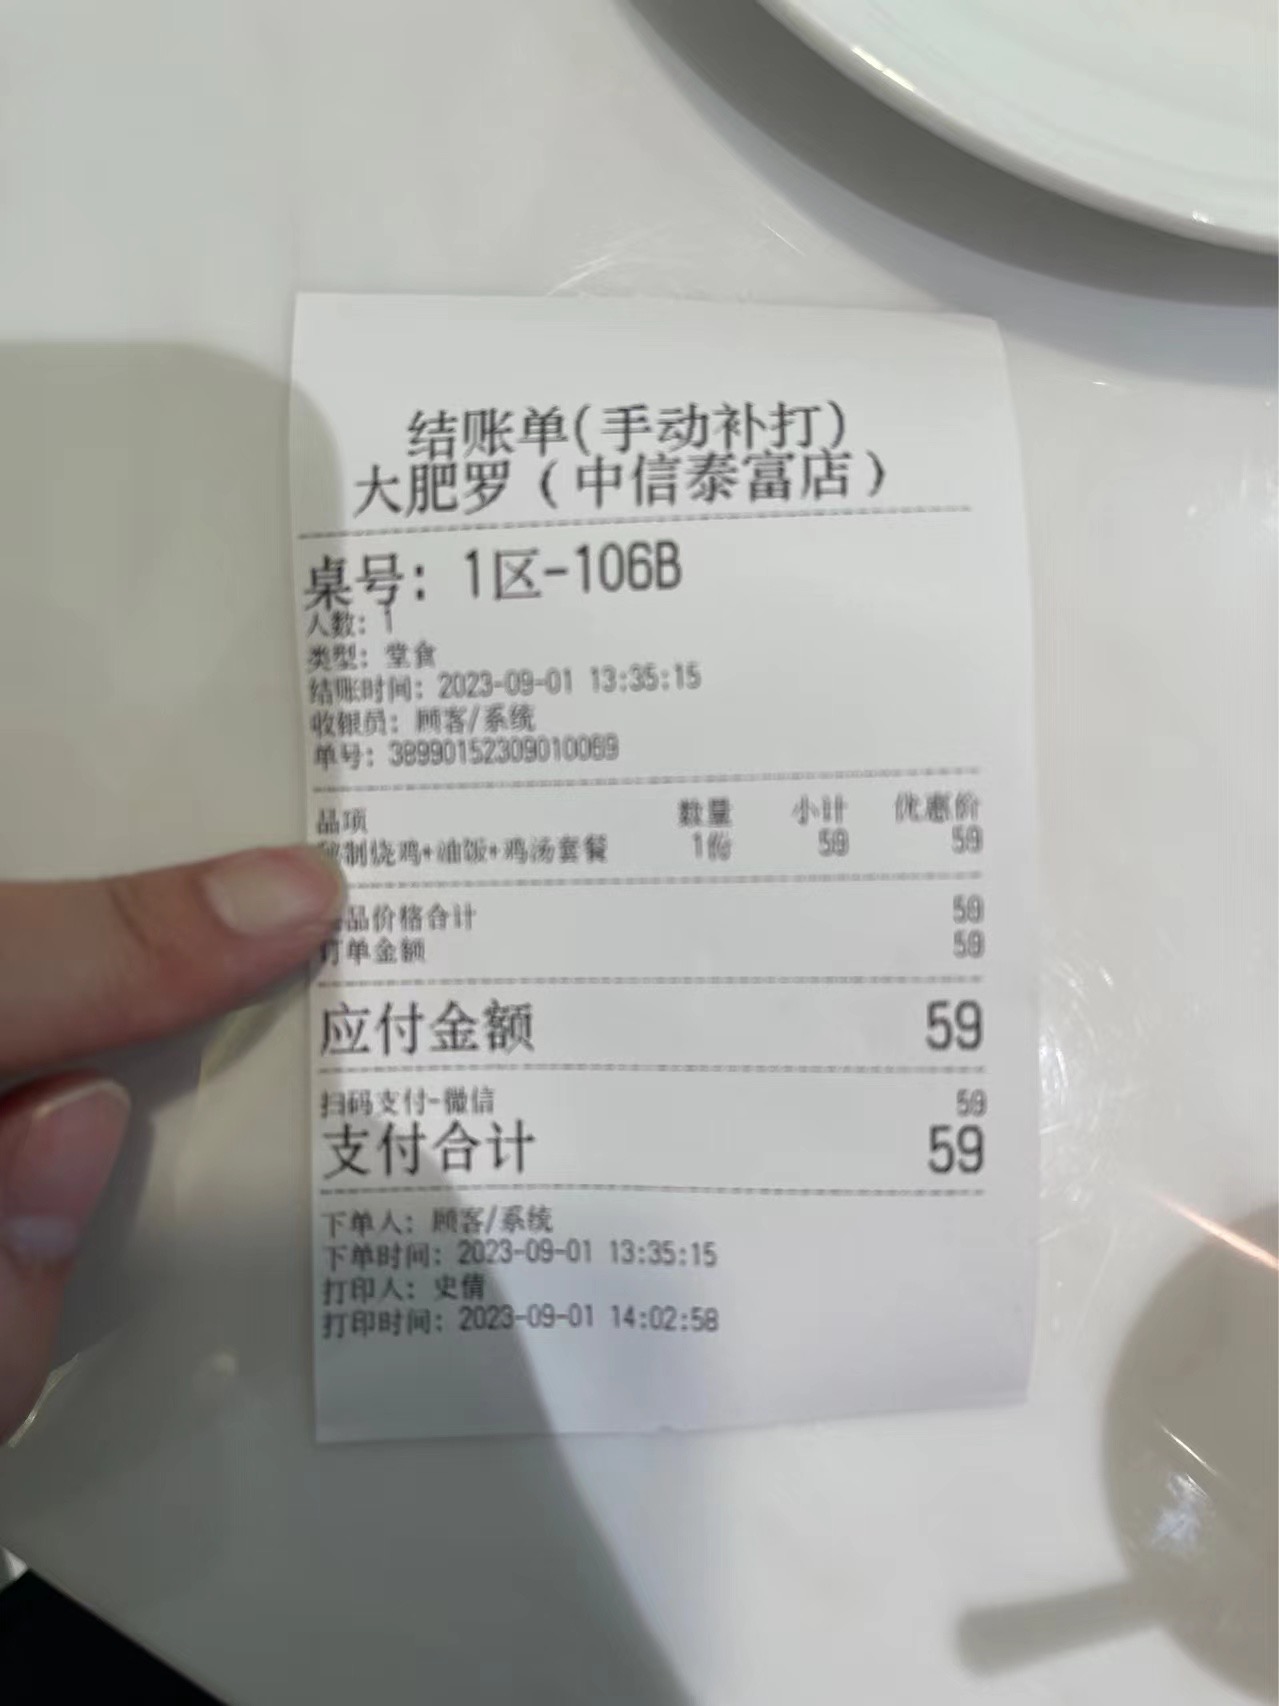 结账单(手动补打)
大肥罗（中信泰富店）
桌号：1区-106B
人数：1
类型：堂食
结账时间：2023-09-01 13:35:15
收银员：顾客/系统
单号：38990152309010069
品项 数量 小计 优惠价
制烧鸡+油饭+鸡汤套餐 1份 59 59
品价格合计 59
订单金额 59
应付金额 59
扫码支付-微信 59
支付合计 59
下单人：顾客/系统
下单时间：2023-09-01 13:35:15
打印人：史倩
打印时间：2023-09-01 14:02:58